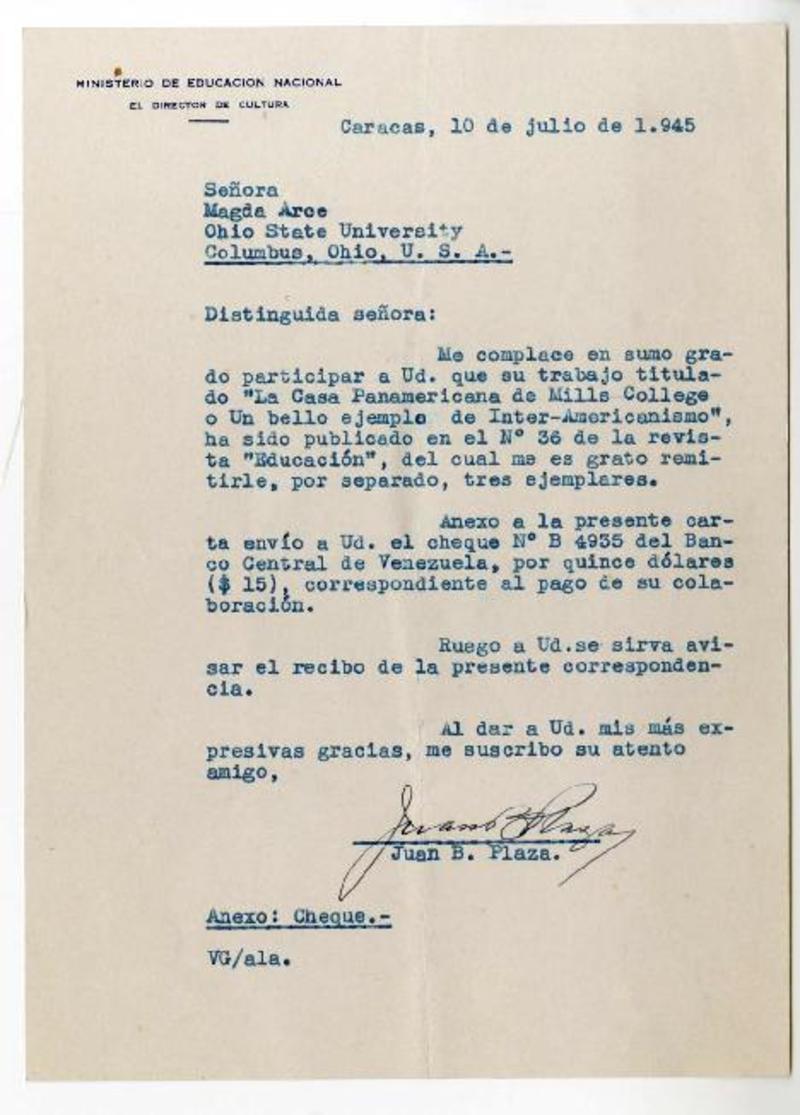 MINISTERIO DE EDUCACION NACIONAL
EL DIRECTOR DE CULTURA
Caracas, 10 de julio de 1.945
Señora
Magda Arce
Ohio State University
Columbus, Ohio, U. S. A.-
Distinguida señora:
Me complace en sumo gra-
do participar a Ud. que su trabajo titula-
do "La Casa Panamericana de Mills College
o Un bello ejemplo de Inter-Americanismo",
ha sido publicado en el Nº 36 de la revis-
ta "Educación", del cual me es grato remi-
tirle, por separado, tres ejemplares.
Anexo a la presente car-
ta envío a Ud. el cheque Nº B 4935 del Ban-
co Central de Venezuela, por quince dólares
($ 15), correspondiente al pago de su cola-
boración.
Ruego a Ud.se sirva avi-
sar el recibo de la presente corresponden-
cia.
Al dar a Ud. mis más ex-
presivas gracias, me suscribo su atento
amigo,
Juan B. Plaza
Juan B. Plaza.
Anexo: Cheque.-
VG/ala.